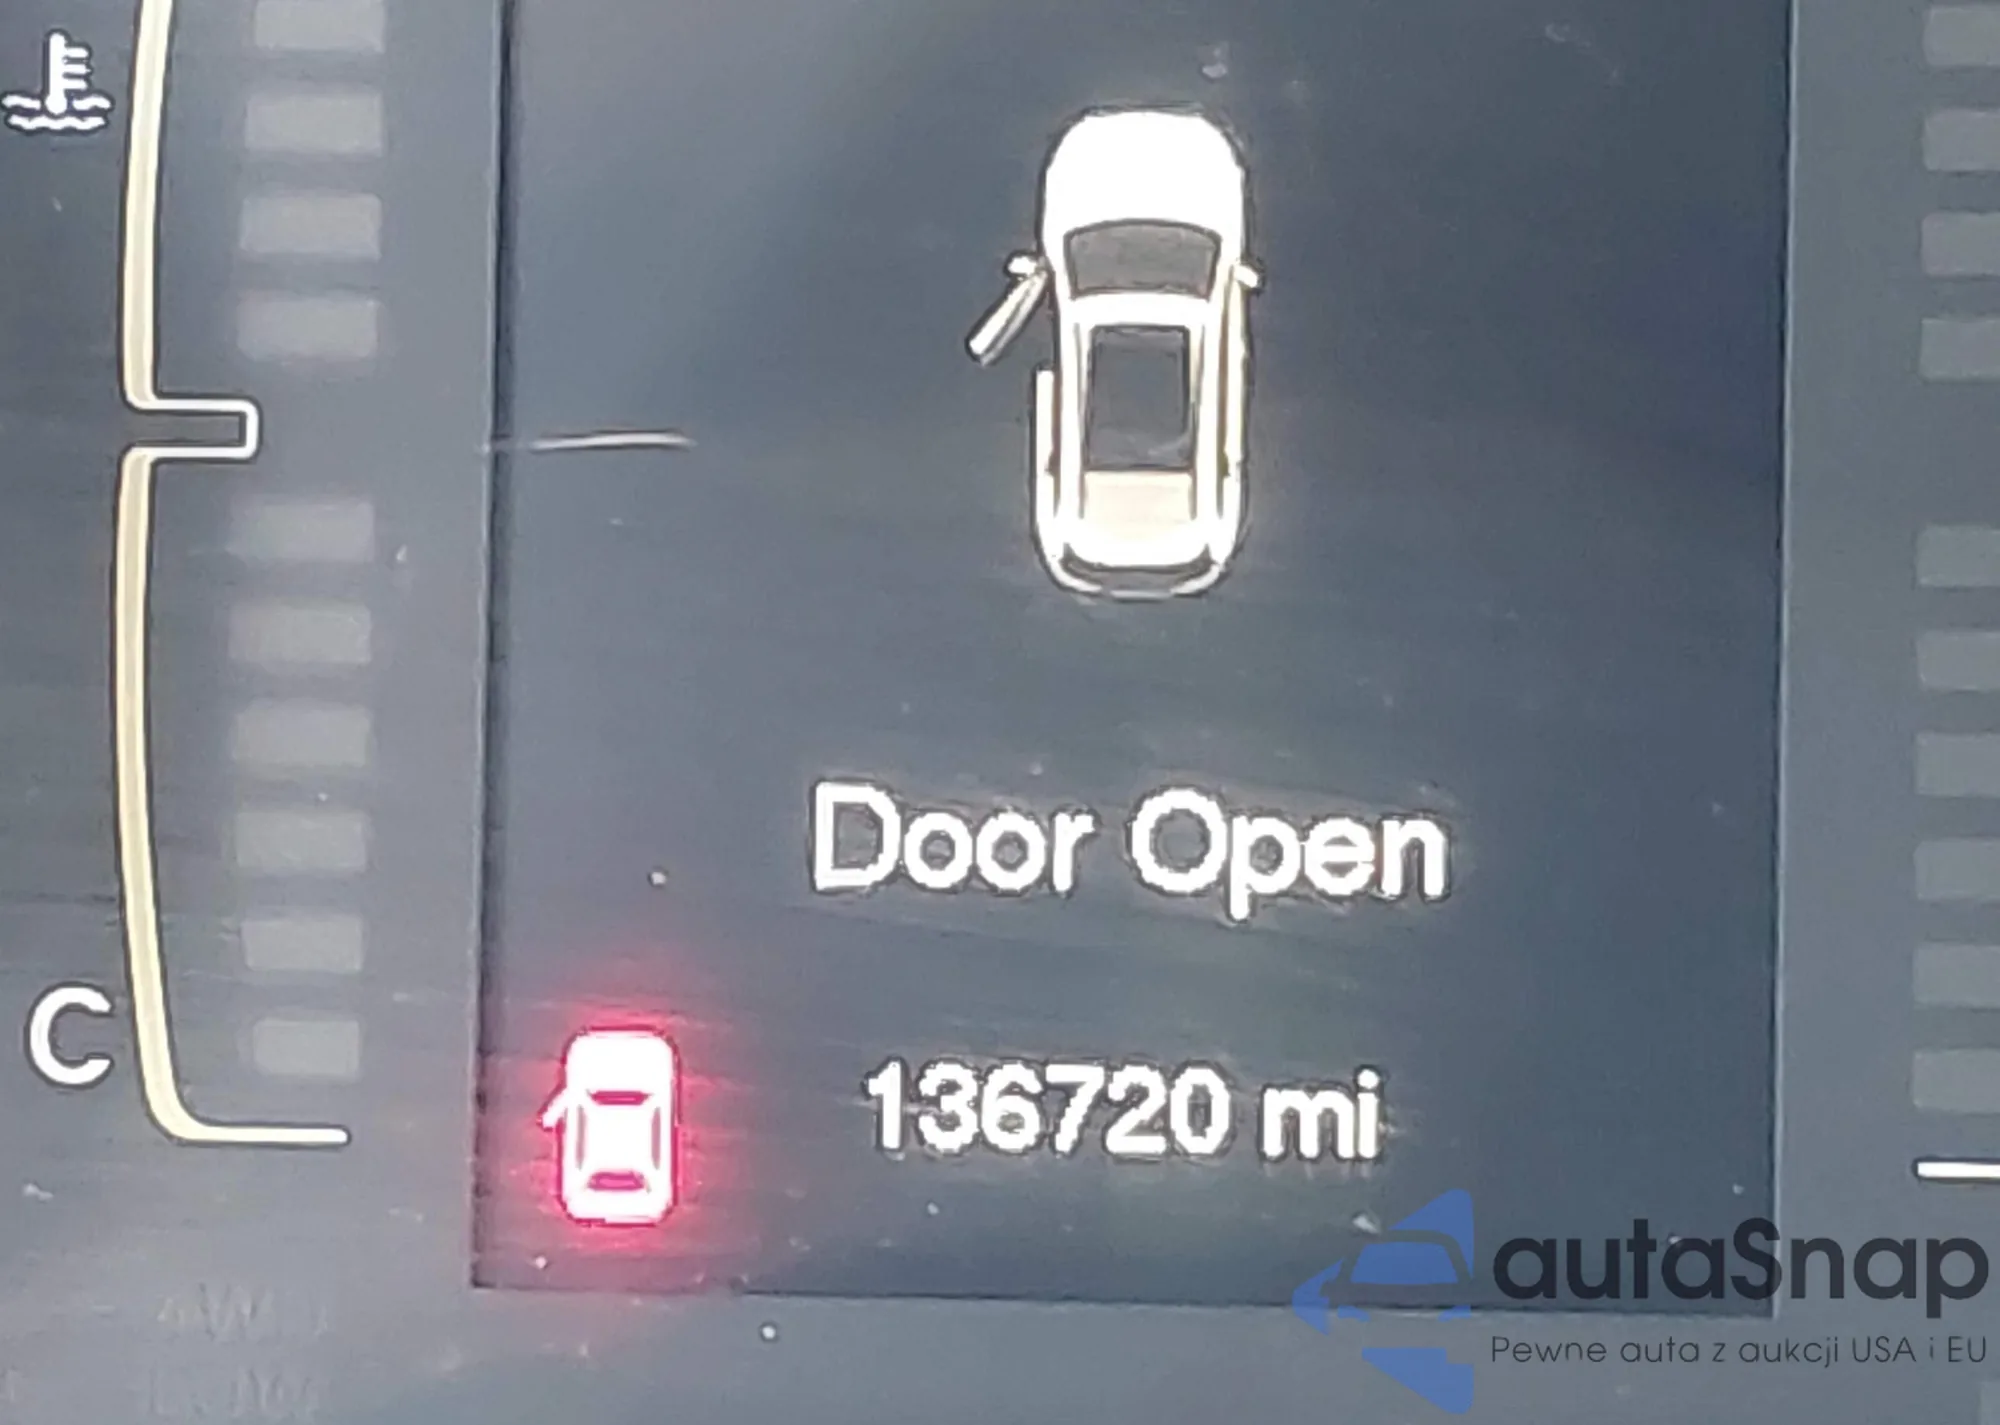 Door Open
C
136720 mi
autaSnap
Pewne auta z aukcji USA i EU